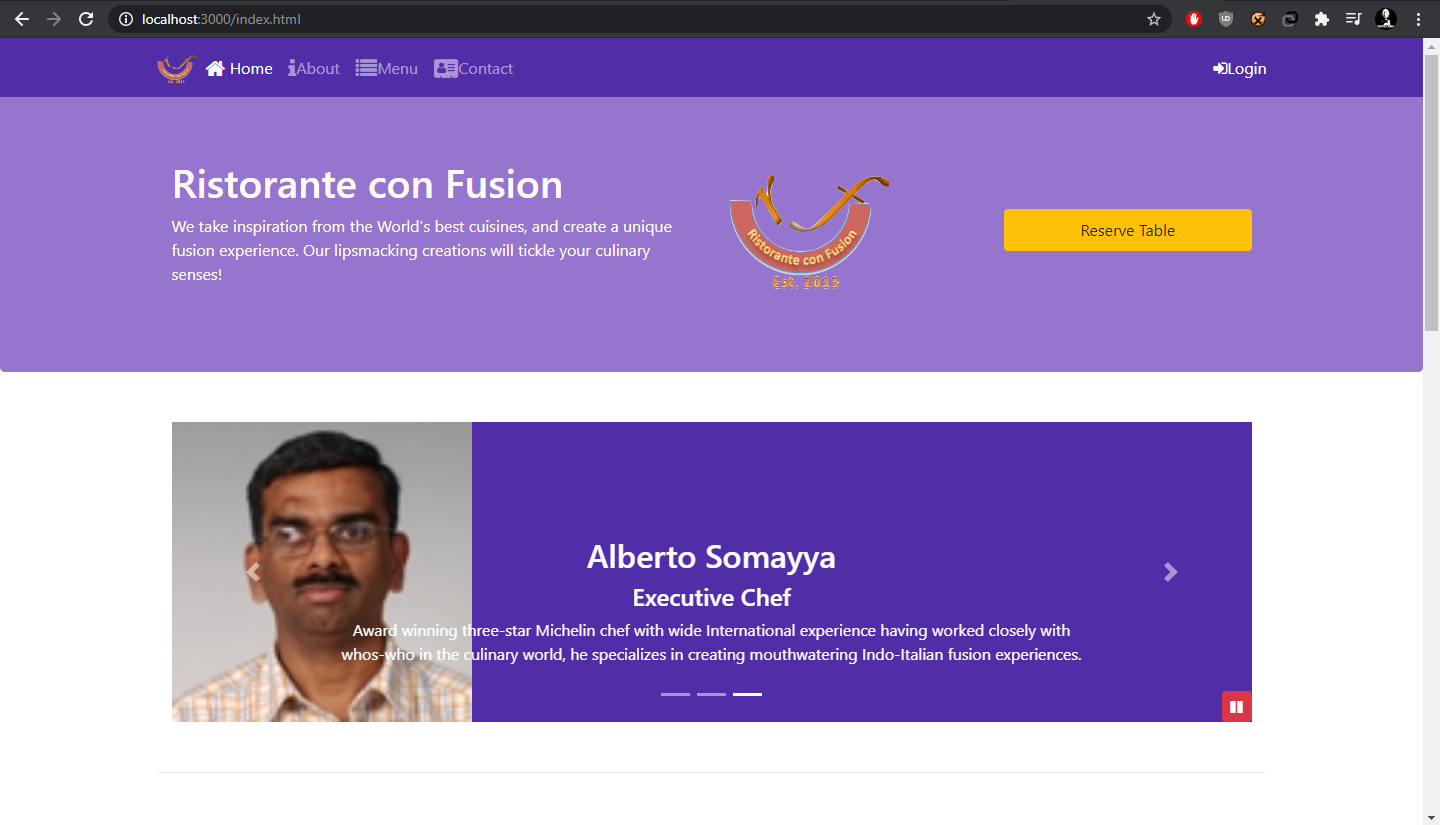 localhost:3000/index.html
Home About Menu Contact Login
Ristorante con Fusion
We take inspiration from the World's best cuisines, and create a unique
fusion experience. Our lipsmacking creations will tickle your culinary
senses!
Ristorante con Fusion
Est. 2013
Reserve Table
Alberto Somayya
Executive Chef
Award winning three-star Michelin chef with wide International experience having worked closely with
whos-who in the culinary world, he specializes in creating mouthwatering Indo-Italian fusion experiences.